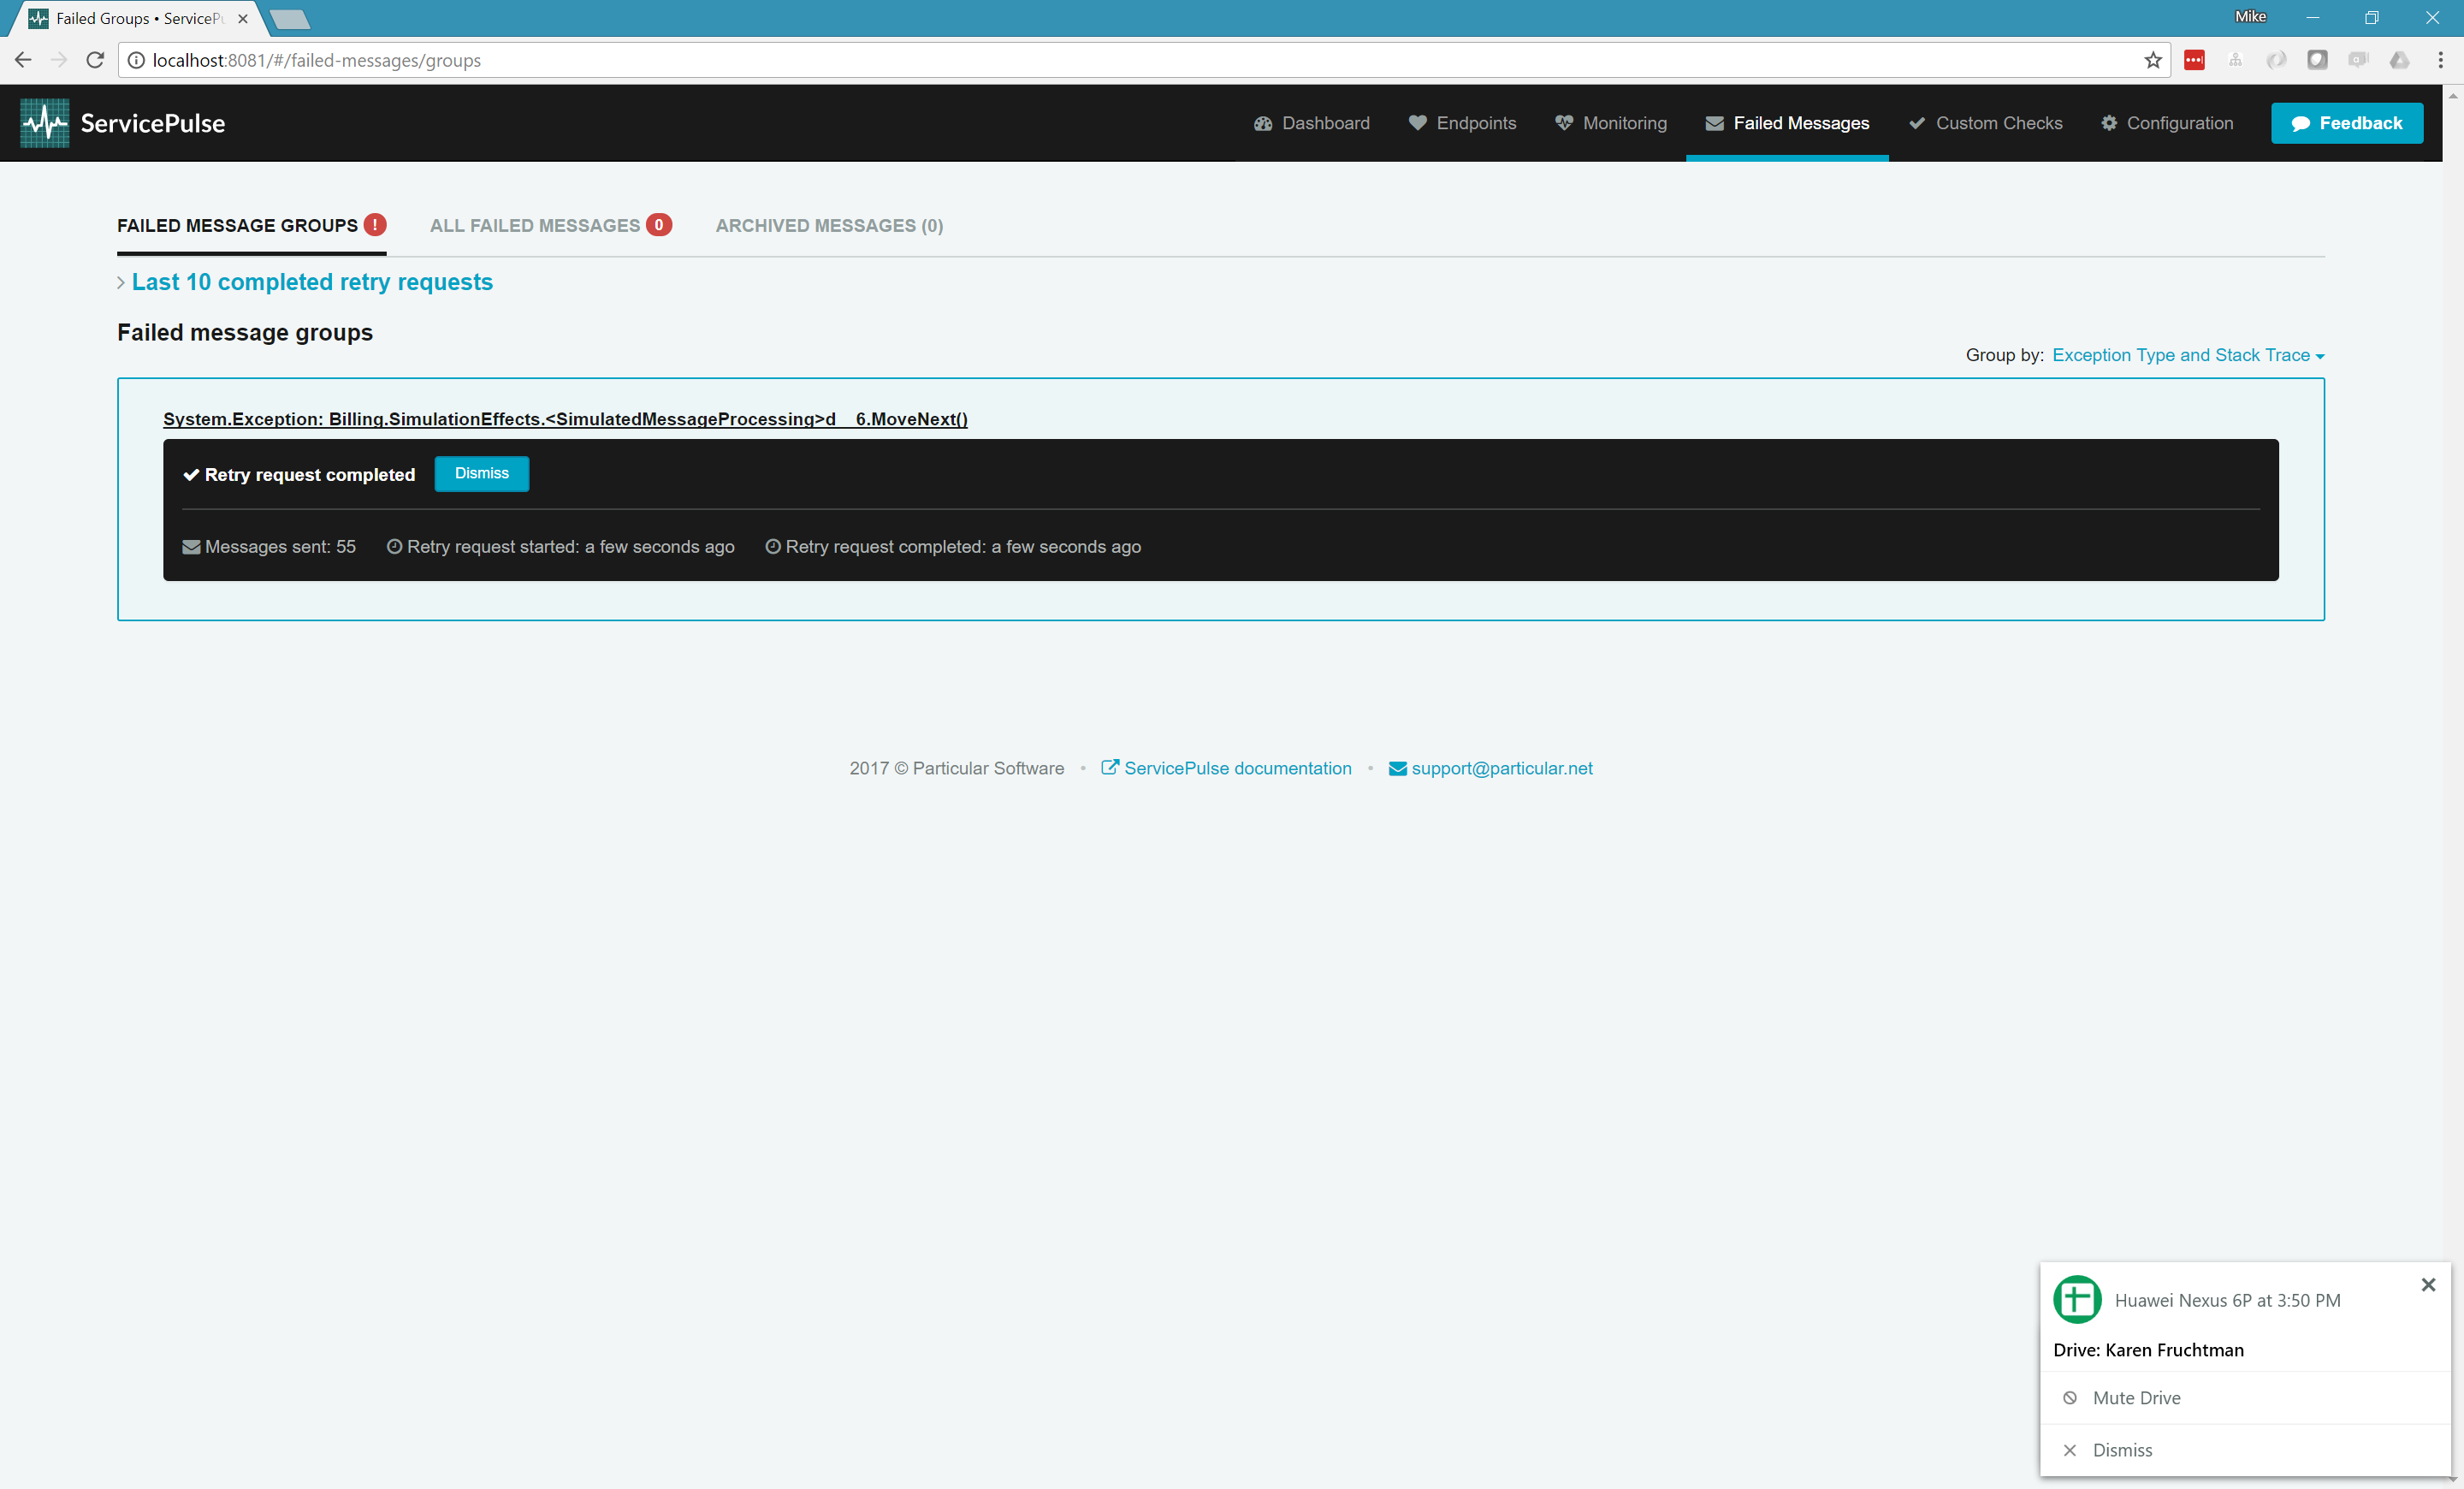 Failed Groups • ServicePu
Mike
localhost:8081/#/failed-messages/groups
ServicePulse
Dashboard
Endpoints
Monitoring
Failed Messages
Custom Checks
Configuration
Feedback
FAILED MESSAGE GROUPS !
ALL FAILED MESSAGES 0
ARCHIVED MESSAGES (0)
Last 10 completed retry requests
Failed message groups
Group by: Exception Type and Stack Trace
System.Exception: Billing.SimulationEffects.<SimulatedMessageProcessing>d__6.MoveNext()
Retry request completed
Dismiss
Messages sent: 55
Retry request started: a few seconds ago
Retry request completed: a few seconds ago
2017 © Particular Software • ServicePulse documentation • support@particular.net
Huawei Nexus 6P at 3:50 PM
Drive: Karen Fruchtman
Mute Drive
Dismiss